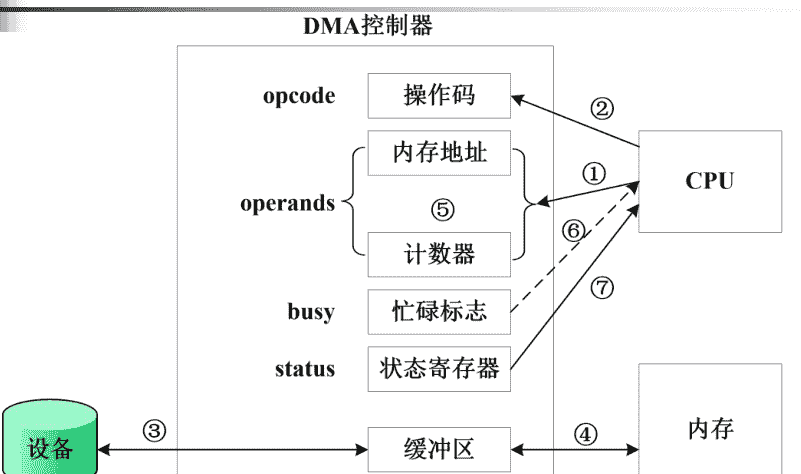 DMA控制器
opcode 操作码 ②
内存地址
① CPU
operands ⑤
⑥
计数器
⑦
busy 忙碌标志
status 状态寄存器
设备 ③ 缓冲区 ④ 内存